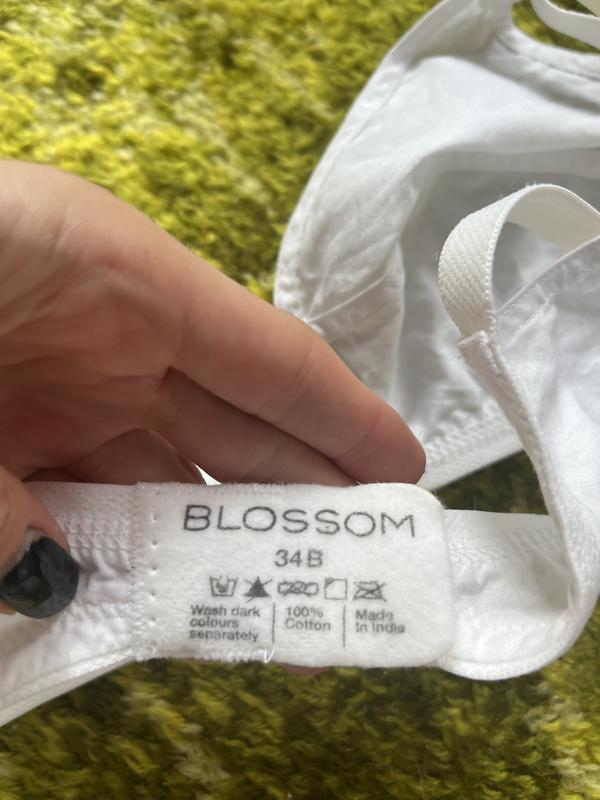 BLOSSOM
34B
Wash dark
colours
separately
100%
Cotton
Made
In India